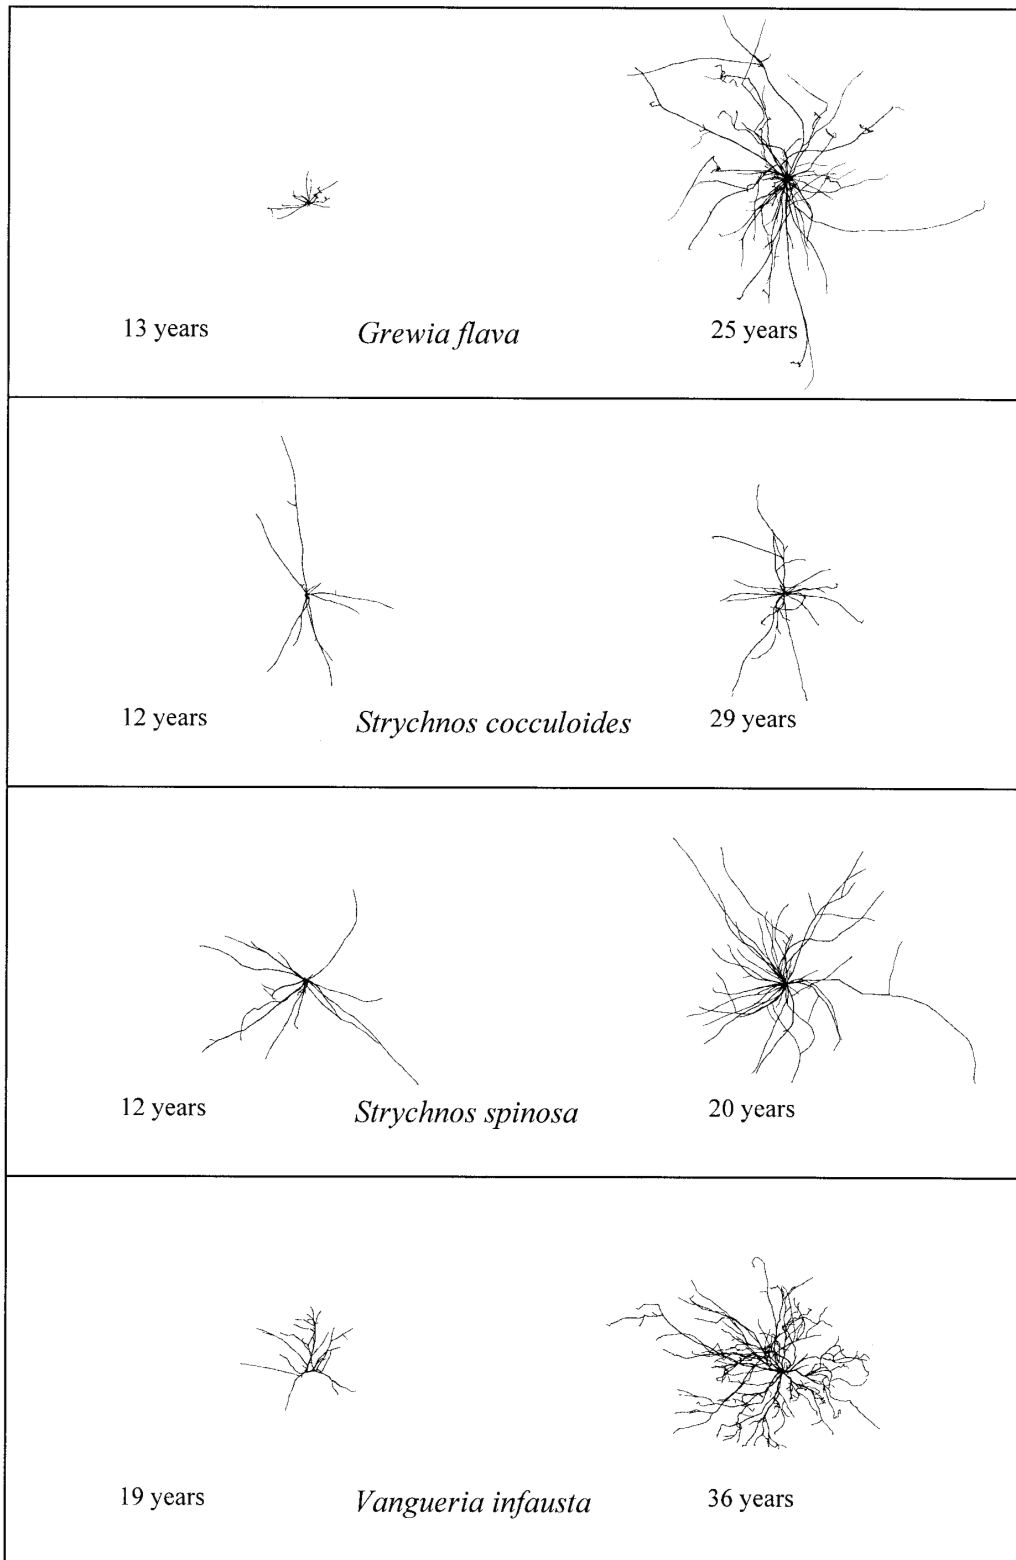 13 years Grewia flava 25 years
12 years Strychnos cocculoides 29 years
12 years Strychnos spinosa 20 years
19 years Vangueria infausta 36 years